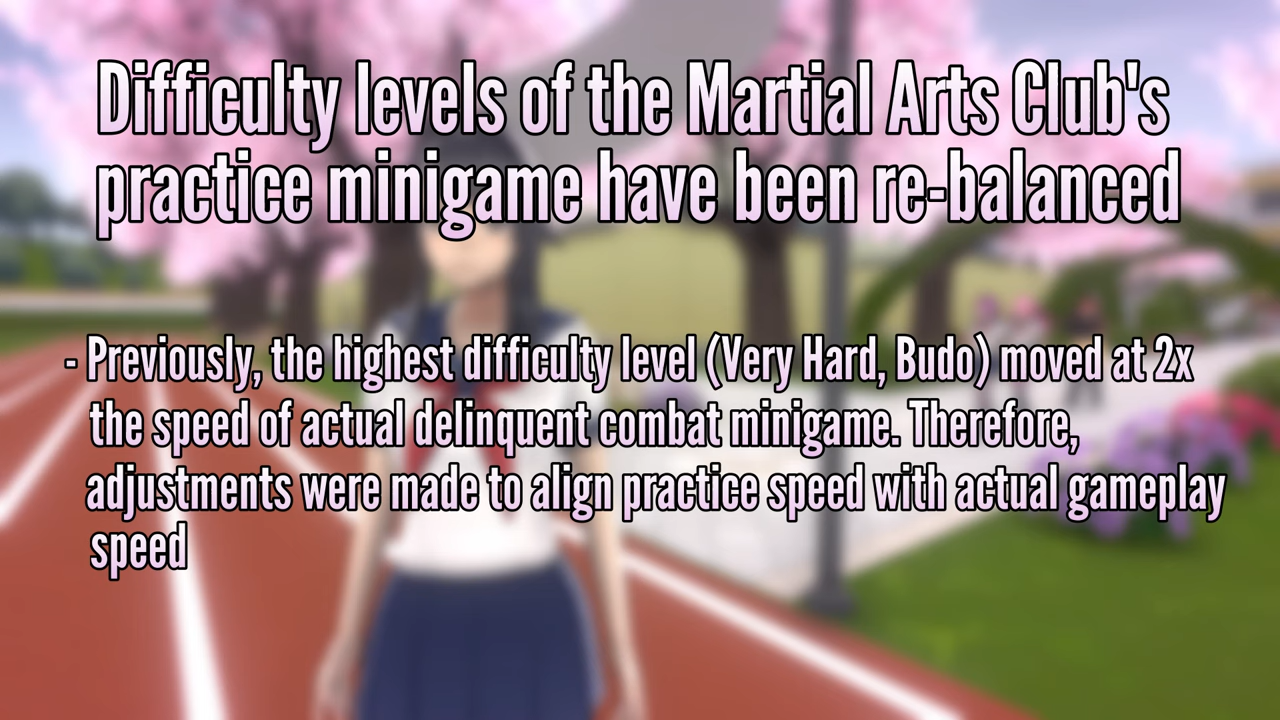 Difficulty levels of the Martial Arts Club's
practice minigame have been re-balanced
- Previously, the highest difficulty level (Very Hard, Budo) moved at 2x
the speed of actual delinquent combat minigame. Therefore,
adjustments were made to align practice speed with actual gameplay
speed